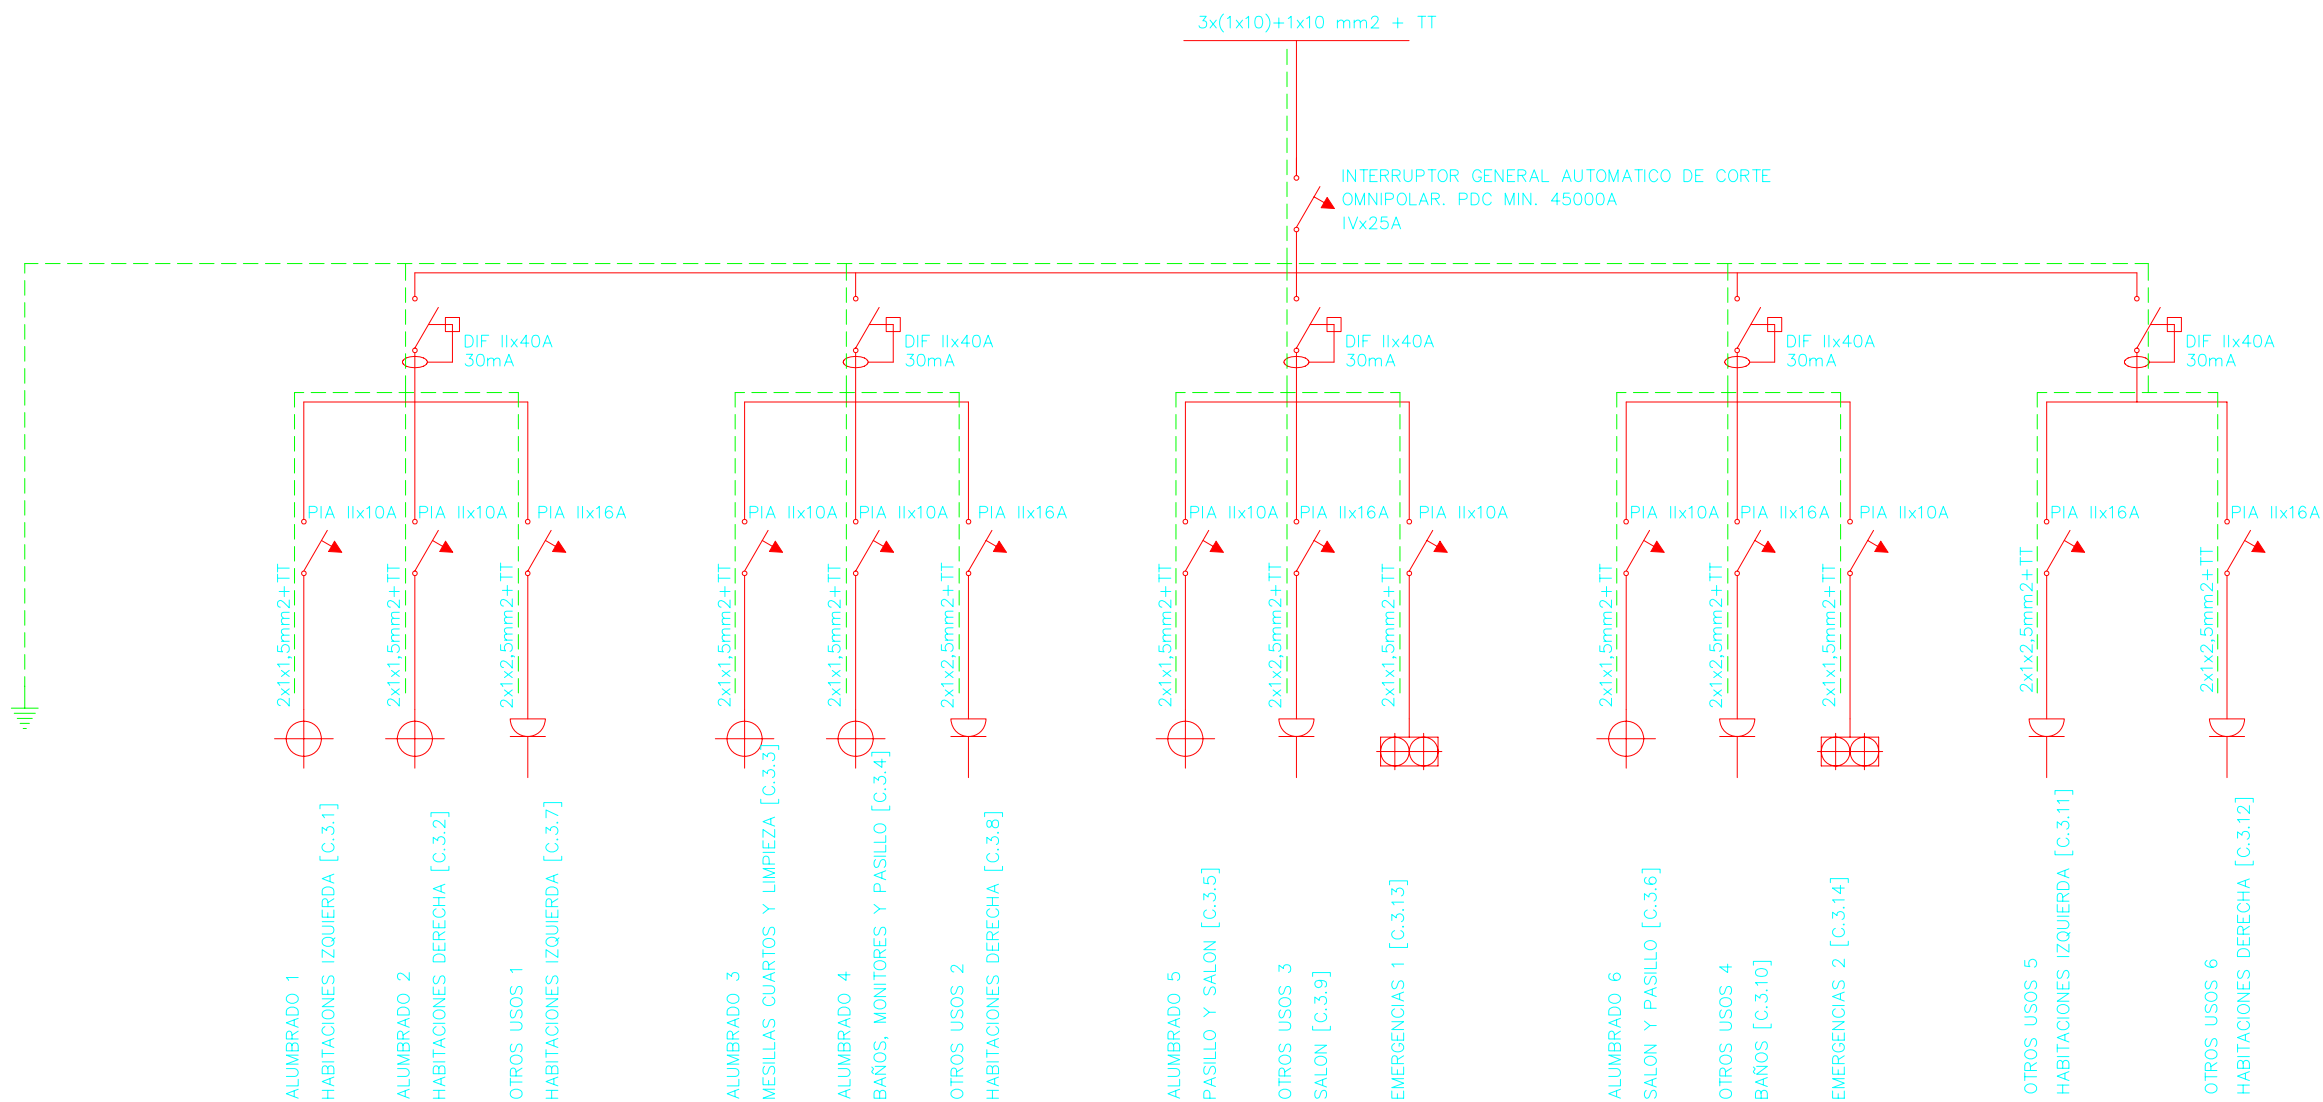 3x(1x10)+1x10 mm2 + TT
INTERRUPTOR GENERAL AUTOMATICO DE CORTE
OMNIPOLAR. PDC MIN. 45000A
IVx25A
DIF IIx40A
30mA
DIF IIx40A
30mA
DIF IIx40A
30mA
DIF IIx40A
30mA
DIF IIx40A
30mA
PIA IIx10A
PIA IIx10A
PIA IIx16A
PIA IIx10A
PIA IIx10A
PIA IIx16A
PIA IIx10A
PIA IIx16A
PIA IIx10A
PIA IIx10A
PIA IIx16A
PIA IIx10A
PIA IIx16A
PIA IIx16A
2x1x1,5mm2+TT
2x1x1,5mm2+TT
2x1x2,5mm2+TT
2x1x1,5mm2+TT
2x1x1,5mm2+TT
2x1x2,5mm2+TT
2x1x1,5mm2+TT
2x1x2,5mm2+TT
2x1x1,5mm2+TT
2x1x1,5mm2+TT
2x1x2,5mm2+TT
2x1x1,5mm2+TT
2x1x2,5mm2+TT
2x1x2,5mm2+TT
ALUMBRADO 1
HABITACIONES IZQUIERDA [C.3.1]
ALUMBRADO 2
HABITACIONES DERECHA [C.3.2]
OTROS USOS 1
HABITACIONES IZQUIERDA [C.3.7]
ALUMBRADO 3
MESILLAS CUARTOS Y LIMPIEZA [C.3.3]
ALUMBRADO 4
BAÑOS, MONITORES Y PASILLO [C.3.4]
OTROS USOS 2
HABITACIONES DERECHA [C.3.8]
ALUMBRADO 5
PASILLO Y SALON [C.3.5]
OTROS USOS 3
SALON [C.3.9]
EMERGENCIAS 1 [C.3.13]
ALUMBRADO 6
SALON Y PASILLO [C.3.6]
OTROS USOS 4
BAÑOS [C.3.10]
EMERGENCIAS 2 [C.3.14]
OTROS USOS 5
HABITACIONES IZQUIERDA [C.3.11]
OTROS USOS 6
HABITACIONES DERECHA [C.3.12]